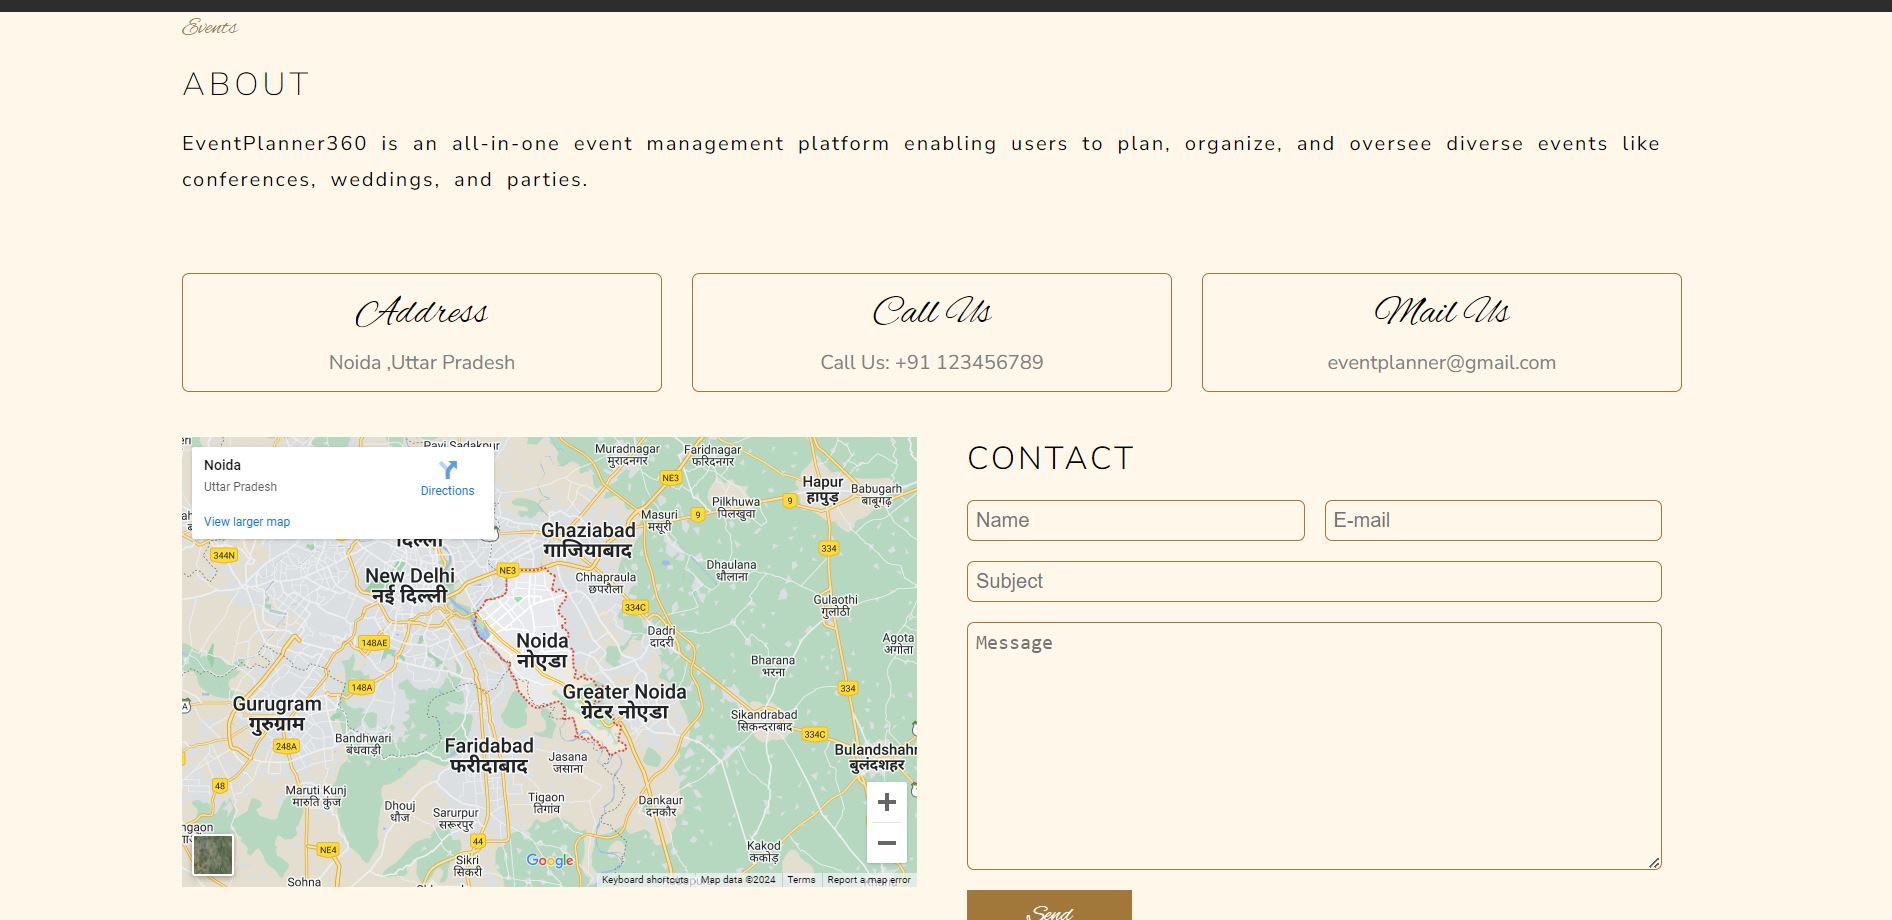 Events
ABOUT
EventPlanner360 is an all-in-one event management platform enabling users to plan, organize, and oversee diverse events like
conferences, weddings, and parties.
Address
Noida ,Uttar Pradesh
Call Us
Call Us: +91 123456789
Mail Us
eventplanner@gmail.com
Noida
Uttar Pradesh
Directions
View larger map
दिल्ली
Muradnagar
मुरादनगर
Faridnagar
फरिदनगर
NE3
Hapur
हापुड़
Babugarh
बाबूगढ़
Pilkhuwa
पिलखुवा
9
Masuri
मसूरी
9
Ghaziabad
गाजियाबाद
344N
334
New Delhi
नई दिल्ली
NE3
Chhapraula
छपरौला
Dhaulana
धौलाना
334C
Gulaothi
गुलोठी
148AE
Noida
नोएडा
Dadri
दादरी
Agota
अगौता
Bharana
भरना
148A
334
Greater Noida
ग्रेटर नोएडा
Gurugram
गुरुग्राम
Sikandrabad
सिकन्दराबाद
334C
248A
Bandhwari
बंधवाड़ी
Faridabad
फरीदाबाद
Jasana
जसाना
Bulandshahr
बुलंदशहर
48
Maruti Kunj
मारुति कुंज
Dhouj
धौज
Sarurpur
सरूरपुर
Tigaon
तिगांव
Dankaur
दनकौर
44
NE4
Sikri
सिकरी
Kakod
ककोड़
Sohna
Google
Keyboard shortcuts
Map data ©2024
Terms
Report a map error
CONTACT
Name
E-mail
Subject
Message
Send